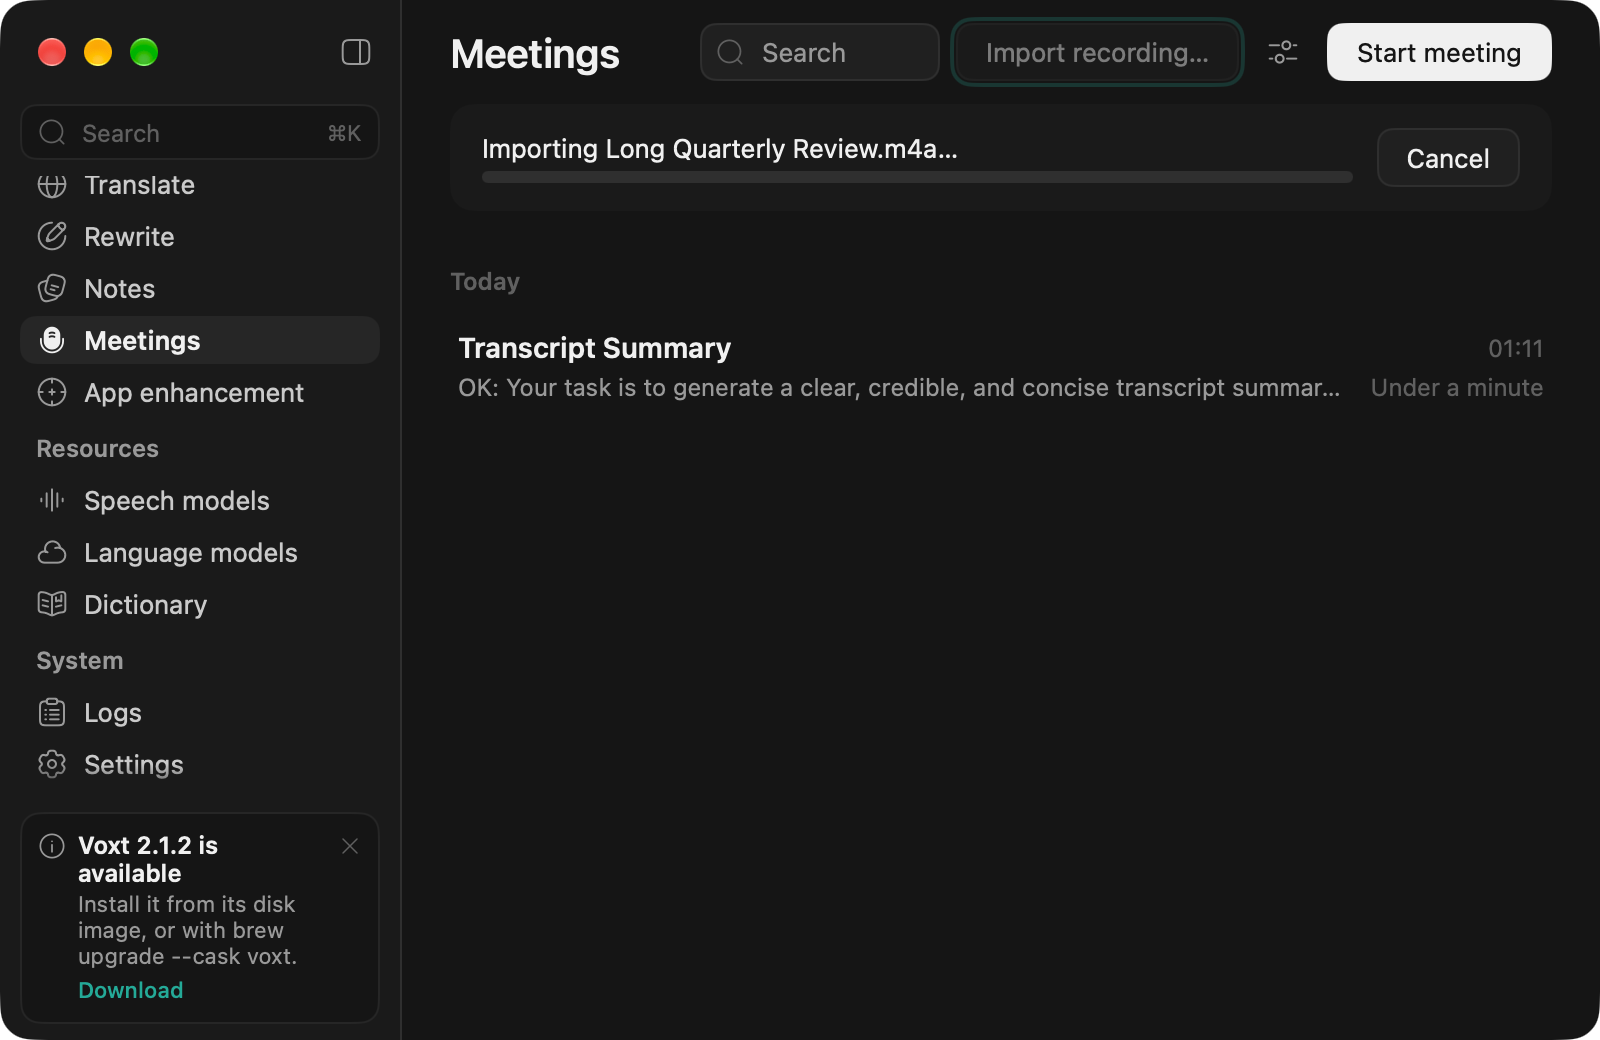 Search ⌘K
Translate
Rewrite
Notes
Meetings
App enhancement
Resources
Speech models
Language models
Dictionary
System
Logs
Settings
Voxt 2.1.2 is
available
Install it from its disk
image, or with brew
upgrade --cask voxt.
Download
Meetings
Search
Import recording...
Start meeting
Importing Long Quarterly Review.m4a...
Cancel
Today
Transcript Summary 01:11
OK: Your task is to generate a clear, credible, and concise transcript summar... Under a minute